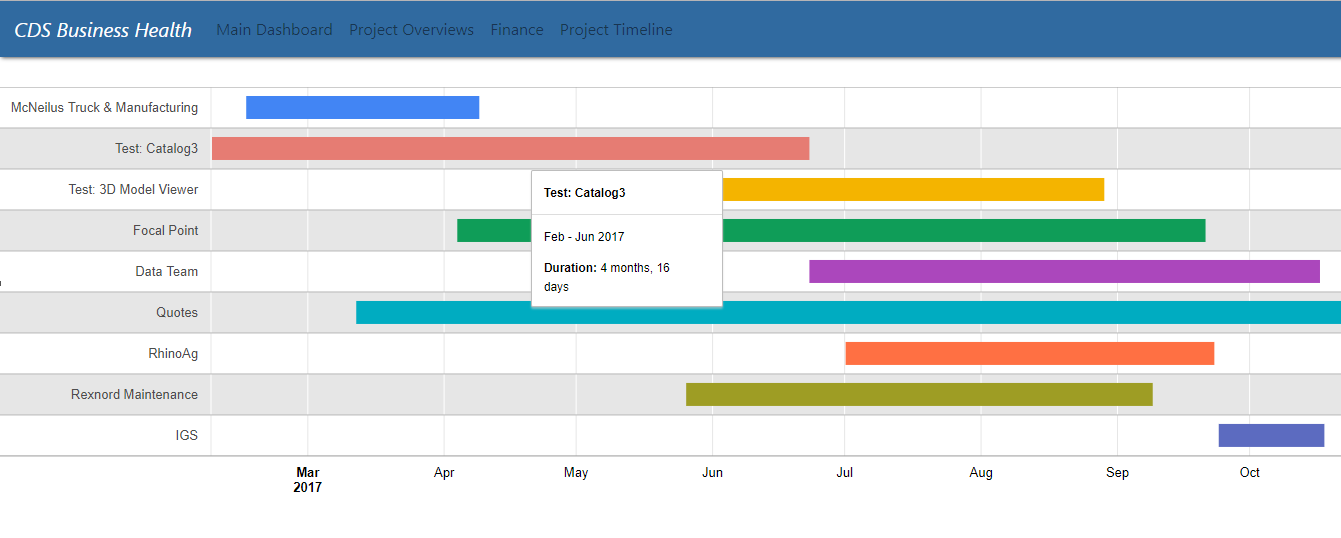 CDS Business Health Main Dashboard Project Overviews Finance Project Timeline
McNeilus Truck & Manufacturing
Test: Catalog3
Test: 3D Model Viewer
Focal Point
Data Team
Quotes
RhinoAg
Rexnord Maintenance
IGS
Test: Catalog3
Feb - Jun 2017
Duration: 4 months, 16
days
Mar Apr May Jun Jul Aug Sep Oct
2017